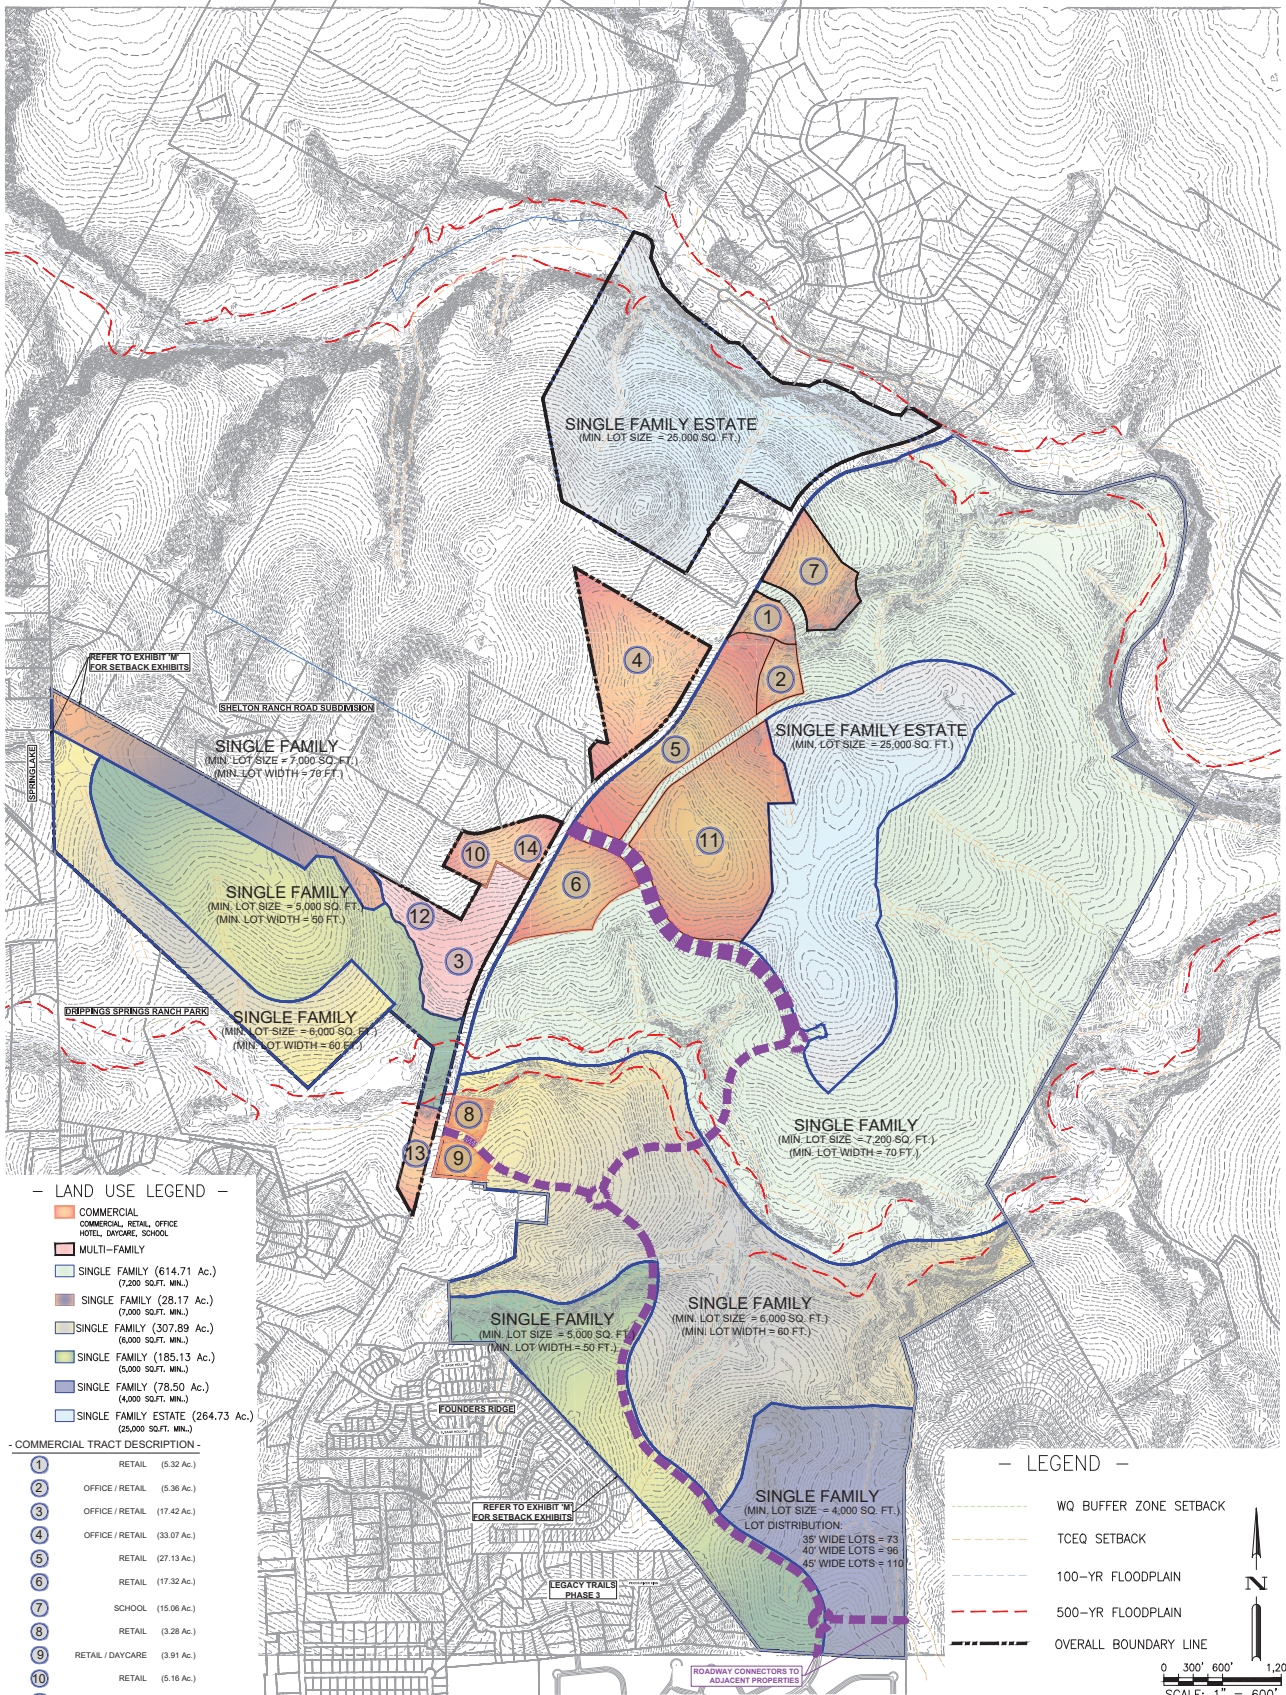 SINGLE FAMILY ESTATE
(MIN. LOT SIZE = 25,000 SQ. FT.)
7
1
4
2
REFER TO EXHIBIT 'M'
FOR SETBACK EXHIBITS
SHELTON RANCH ROAD SUBDIVISION
SINGLE FAMILY
(MIN. LOT SIZE = 7,000 SQ. FT.)
(MIN. LOT WIDTH = 70 FT.)
SPRINGLAKE
5
SINGLE FAMILY ESTATE
(MIN. LOT SIZE = 25,000 SQ. FT.)
11
10
14
6
SINGLE FAMILY
(MIN. LOT SIZE = 5,000 SQ. FT.)
(MIN. LOT WIDTH = 50 FT.)
12
3
DRIPPINGS SPRINGS RANCH PARK
SINGLE FAMILY
(MIN. LOT SIZE = 6,000 SQ. FT.)
(MIN. LOT WIDTH = 60 FT.)
8
9
13
SINGLE FAMILY
(MIN. LOT SIZE = 7,200 SQ. FT.)
(MIN. LOT WIDTH = 70 FT.)
SINGLE FAMILY
(MIN. LOT SIZE = 5,000 SQ. FT.)
(MIN. LOT WIDTH = 50 FT.)
SINGLE FAMILY
(MIN. LOT SIZE = 6,000 SQ. FT.)
(MIN. LOT WIDTH = 60 FT.)
FOUNDERS RIDGE
REFER TO EXHIBIT 'M'
FOR SETBACK EXHIBITS
SINGLE FAMILY
(MIN. LOT SIZE = 4,000 SQ. FT.)
LOT DISTRIBUTION:
35' WIDE LOTS = 73
40' WIDE LOTS = 96
45' WIDE LOTS = 110
LEGACY TRAILS
PHASE 3
ROADWAY CONNECTORS TO
ADJACENT PROPERTIES
- LAND USE LEGEND -
COMMERCIAL
COMMERCIAL, RETAIL, OFFICE
HOTEL, DAYCARE, SCHOOL
MULTI-FAMILY
SINGLE FAMILY (614.71 Ac.)
(7,200 SQ.FT. MIN.)
SINGLE FAMILY (28.17 Ac.)
(7,000 SQ.FT. MIN.)
SINGLE FAMILY (307.89 Ac.)
(6,000 SQ.FT. MIN.)
SINGLE FAMILY (185.13 Ac.)
(5,000 SQ.FT. MIN.)
SINGLE FAMILY (78.50 Ac.)
(4,000 SQ.FT. MIN.)
SINGLE FAMILY ESTATE (264.73 Ac.)
(25,000 SQ.FT. MIN.)
- COMMERCIAL TRACT DESCRIPTION -
1 RETAIL (5.32 Ac.)
2 OFFICE / RETAIL (5.36 Ac.)
3 OFFICE / RETAIL (17.42 Ac.)
4 OFFICE / RETAIL (33.07 Ac.)
5 RETAIL (27.13 Ac.)
6 RETAIL (17.32 Ac.)
7 SCHOOL (15.06 Ac.)
8 RETAIL (3.28 Ac.)
9 RETAIL / DAYCARE (3.91 Ac.)
10 RETAIL (5.16 Ac.)
- LEGEND -
WQ BUFFER ZONE SETBACK
TCEQ SETBACK
100-YR FLOODPLAIN
500-YR FLOODPLAIN
OVERALL BOUNDARY LINE
N
0 300' 600' 1,20
SCALE: 1" = 600'